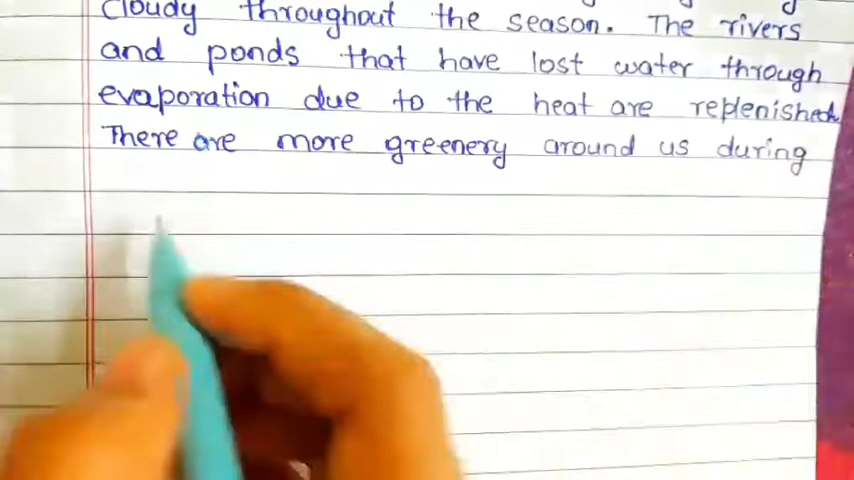 cloudy throughout the season. The rivers
and ponds that have lost water through
evaporation due to the heat are replenished
There are more greenery around us during